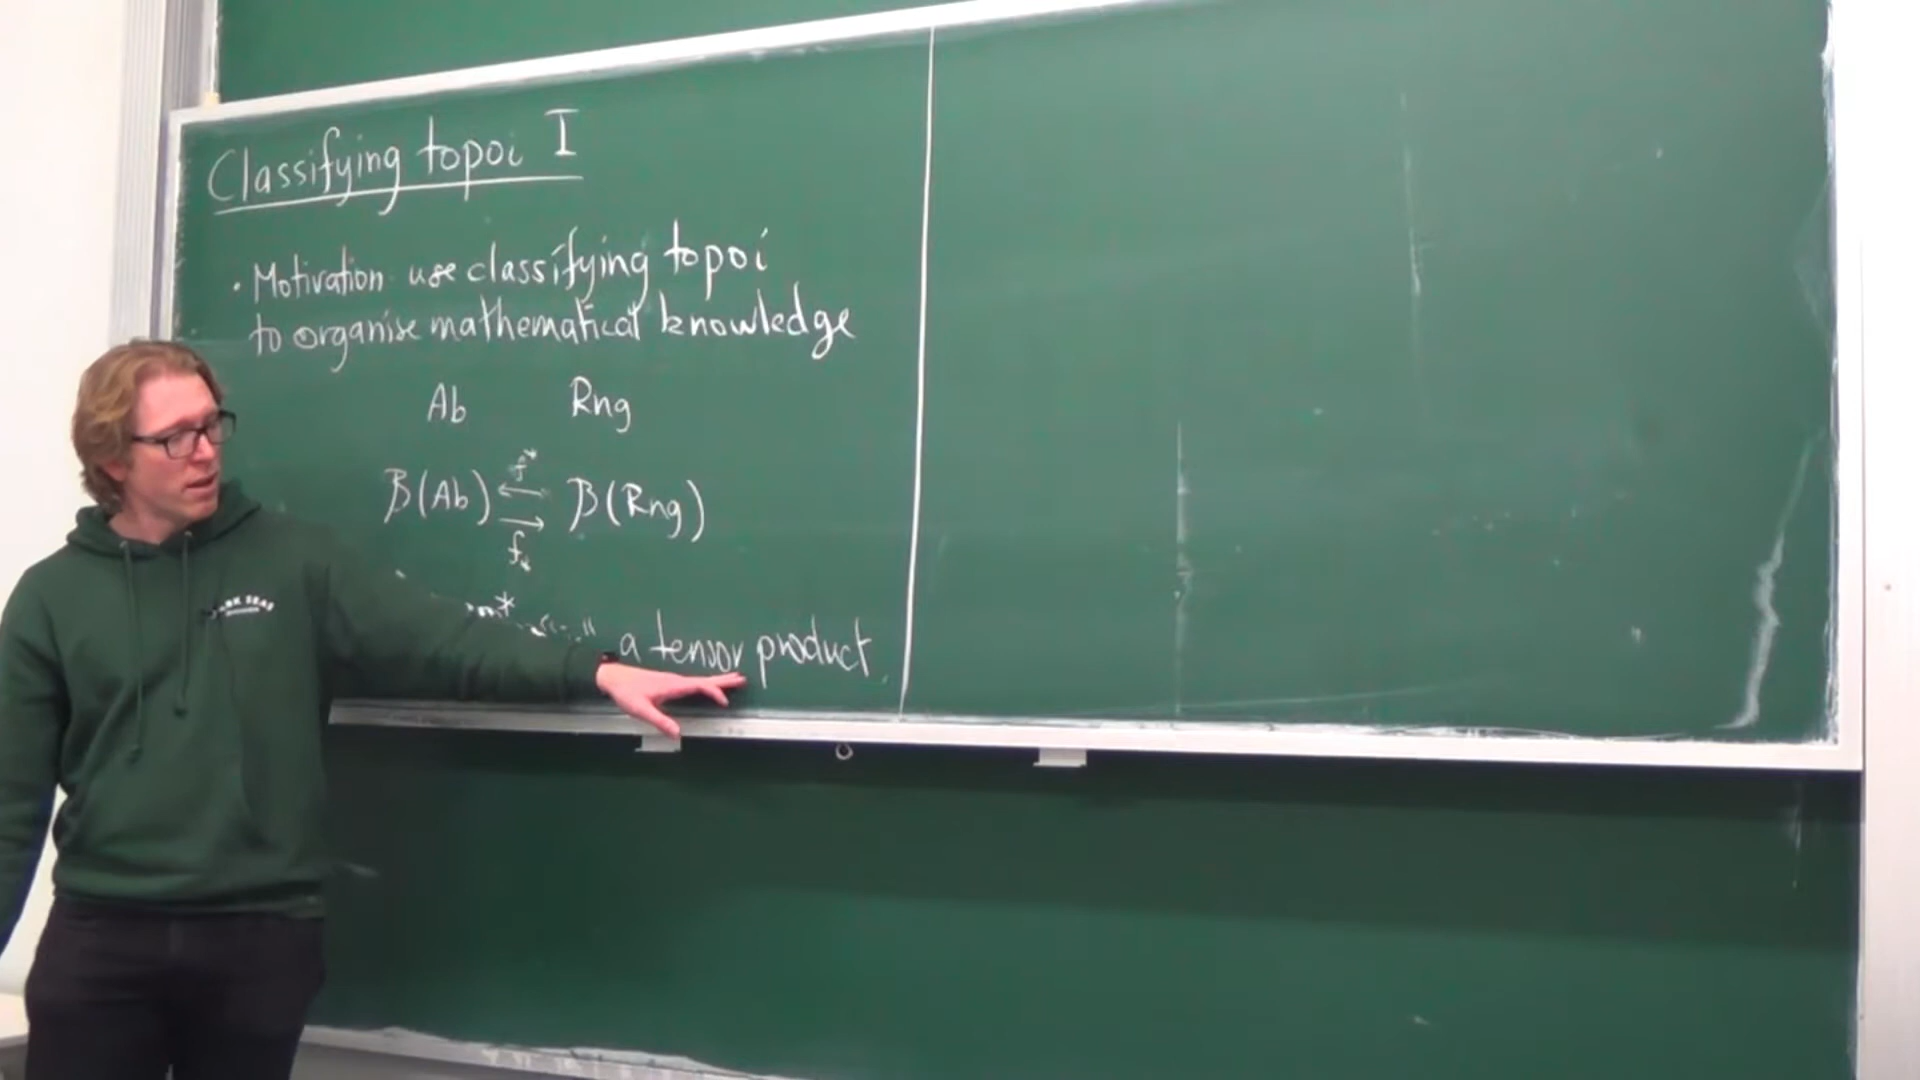 Classifying topoi I
· Motivation use classifying topoi
to organise mathematical knowledge
Ab Rng
f*
B(Ab) ⇄ B(Rng)
f*
a tensor product